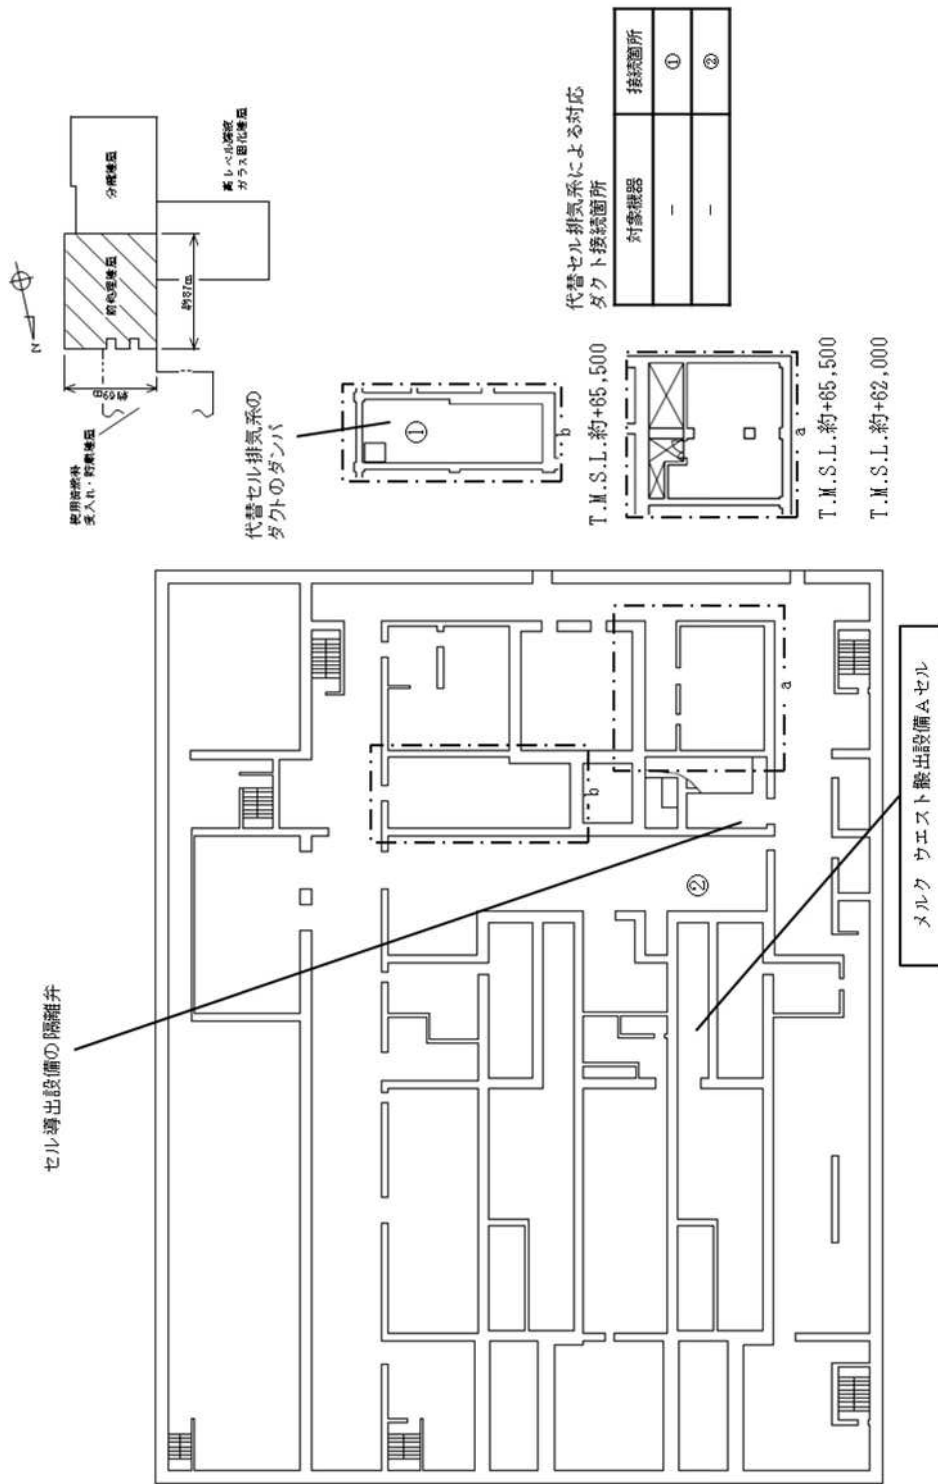 使用済燃料
受入れ・貯蔵建屋
N
約69m
前処理建屋
分離建屋
約87m
高レベル廃液
ガラス固化建屋
代替セル排気系の
ダクトのダンパ
①
b
T.M.S.L.約+65,500
a
T.M.S.L.約+65,500
T.M.S.L.約+62,000
代替セル排気系による対応
ダクト接続箇所
対象機器 接続箇所
－ ①
－ ②
セル導出設備の隔離弁
b
a
②
メルク ウエスト搬出設備Aセル